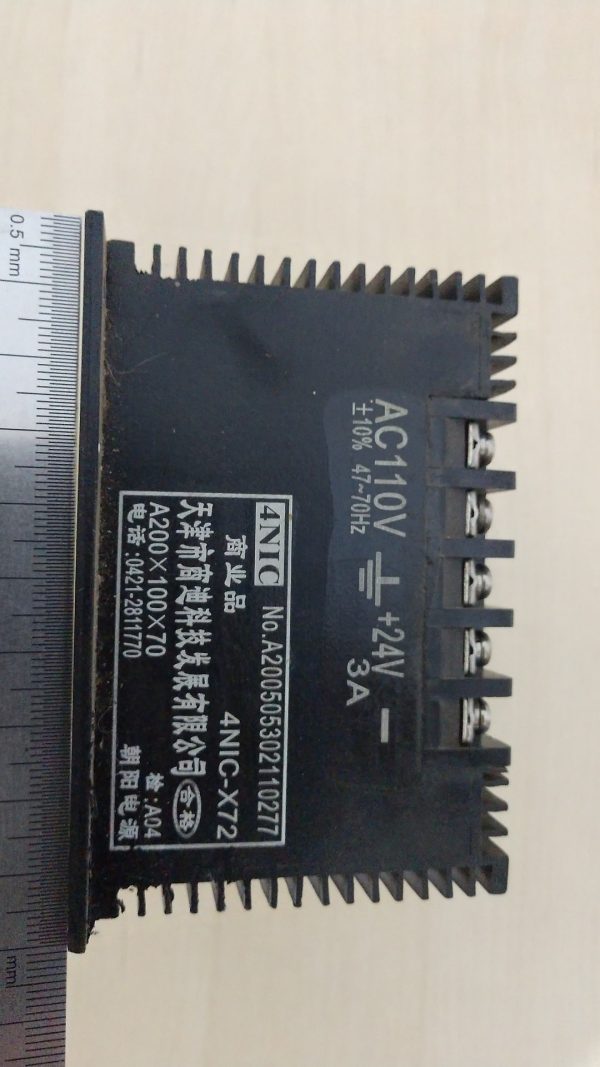 0.5 mm
mm
AC110V ⏚ +24V —
±10% 47~70Hz 3A
4NIC No.A200505302110277
商业品 4NIC-X72
天津市商迪科技发展有限公司 合格
A200×100×70 检:A04
电话:0421-2811770 朝阳电源